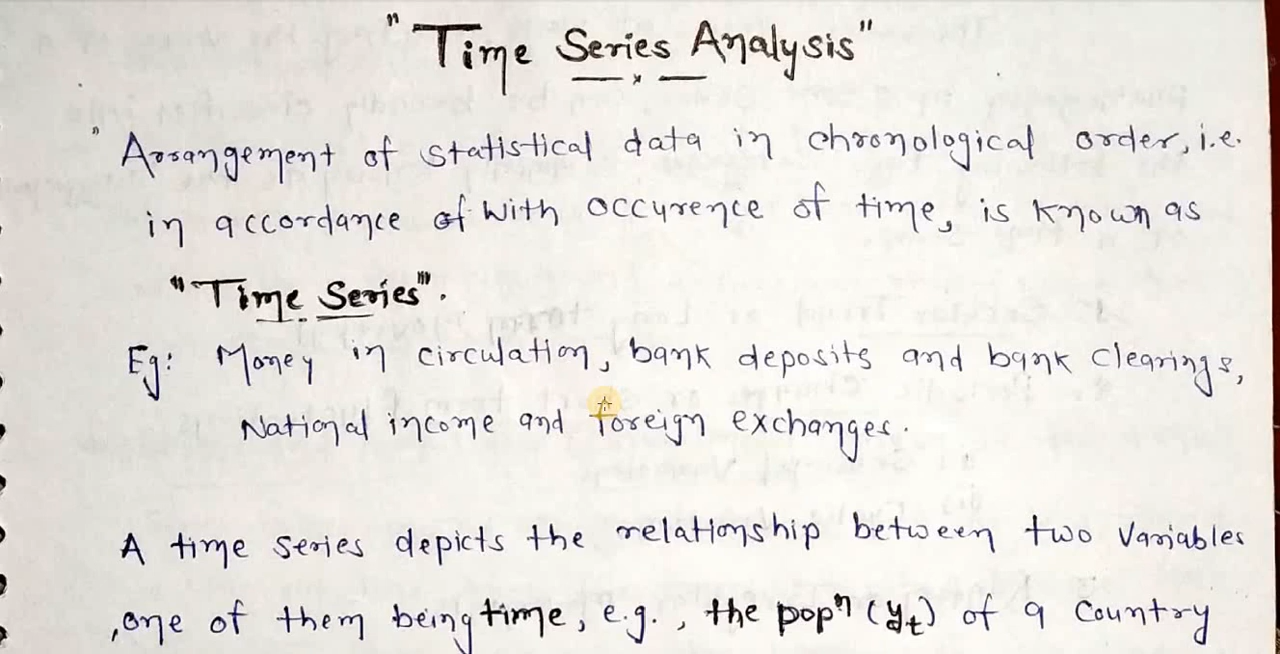 "Time Series Analysis"
" Arrangement of statistical data in chronological order, i.e.
in accordance of with occurence of time, is known as
"Time Series".
Eg: Money in circulation, bank deposits and bank clearings,
National income and foreign exchanges.
A time series depicts the relationship between two variables
, one of them being time, e.g., the popⁿ (yₜ) of a country